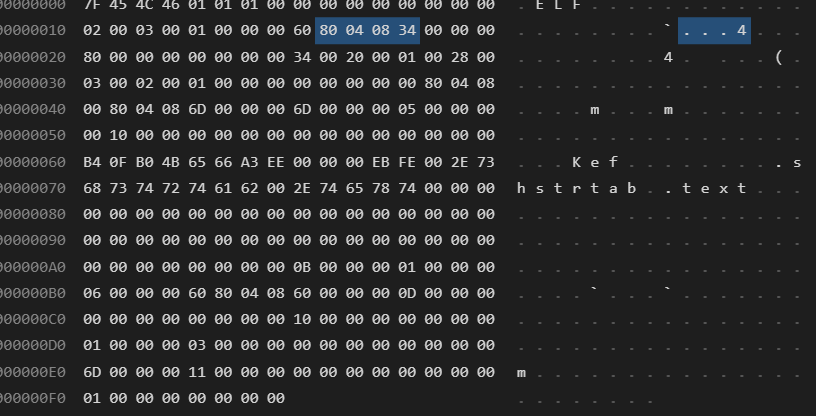 00000000 7F 45 4C 46 01 01 01 00 00 00 00 00 00 00 00 00 . E L F . . . . . . . . . . . .
00000010 02 00 03 00 01 00 00 00 60 80 04 08 34 00 00 00 . . . . . . . . ` . . . 4 . . .
00000020 80 00 00 00 00 00 00 00 34 00 20 00 01 00 28 00 . . . . . . . . 4 . . . . ( .
00000030 03 00 02 00 01 00 00 00 00 00 00 00 00 80 04 08 . . . . . . . . . . . . . . . .
00000040 00 80 04 08 6D 00 00 00 6D 00 00 00 05 00 00 00 . . . . m . . . m . . . . . . .
00000050 00 10 00 00 00 00 00 00 00 00 00 00 00 00 00 00 . . . . . . . . . . . . . . . .
00000060 B4 0F B0 4B 65 66 A3 EE 00 00 00 EB FE 00 2E 73 . . . K e f . . . . . . . . . s
00000070 68 73 74 72 74 61 62 00 2E 74 65 78 74 00 00 00 h s t r t a b . . t e x t . . .
00000080 00 00 00 00 00 00 00 00 00 00 00 00 00 00 00 00 . . . . . . . . . . . . . . . .
00000090 00 00 00 00 00 00 00 00 00 00 00 00 00 00 00 00 . . . . . . . . . . . . . . . .
000000A0 00 00 00 00 00 00 00 00 0B 00 00 00 01 00 00 00 . . . . . . . . . . . . . . . .
000000B0 06 00 00 00 60 80 04 08 60 00 00 00 0D 00 00 00 . . . . ` . . . ` . . . . . . .
000000C0 00 00 00 00 00 00 00 00 10 00 00 00 00 00 00 00 . . . . . . . . . . . . . . . .
000000D0 01 00 00 00 03 00 00 00 00 00 00 00 00 00 00 00 . . . . . . . . . . . . . . . .
000000E0 6D 00 00 00 11 00 00 00 00 00 00 00 00 00 00 00 m . . . . . . . . . . . . . . .
000000F0 01 00 00 00 00 00 00 00 . . . . . . . .